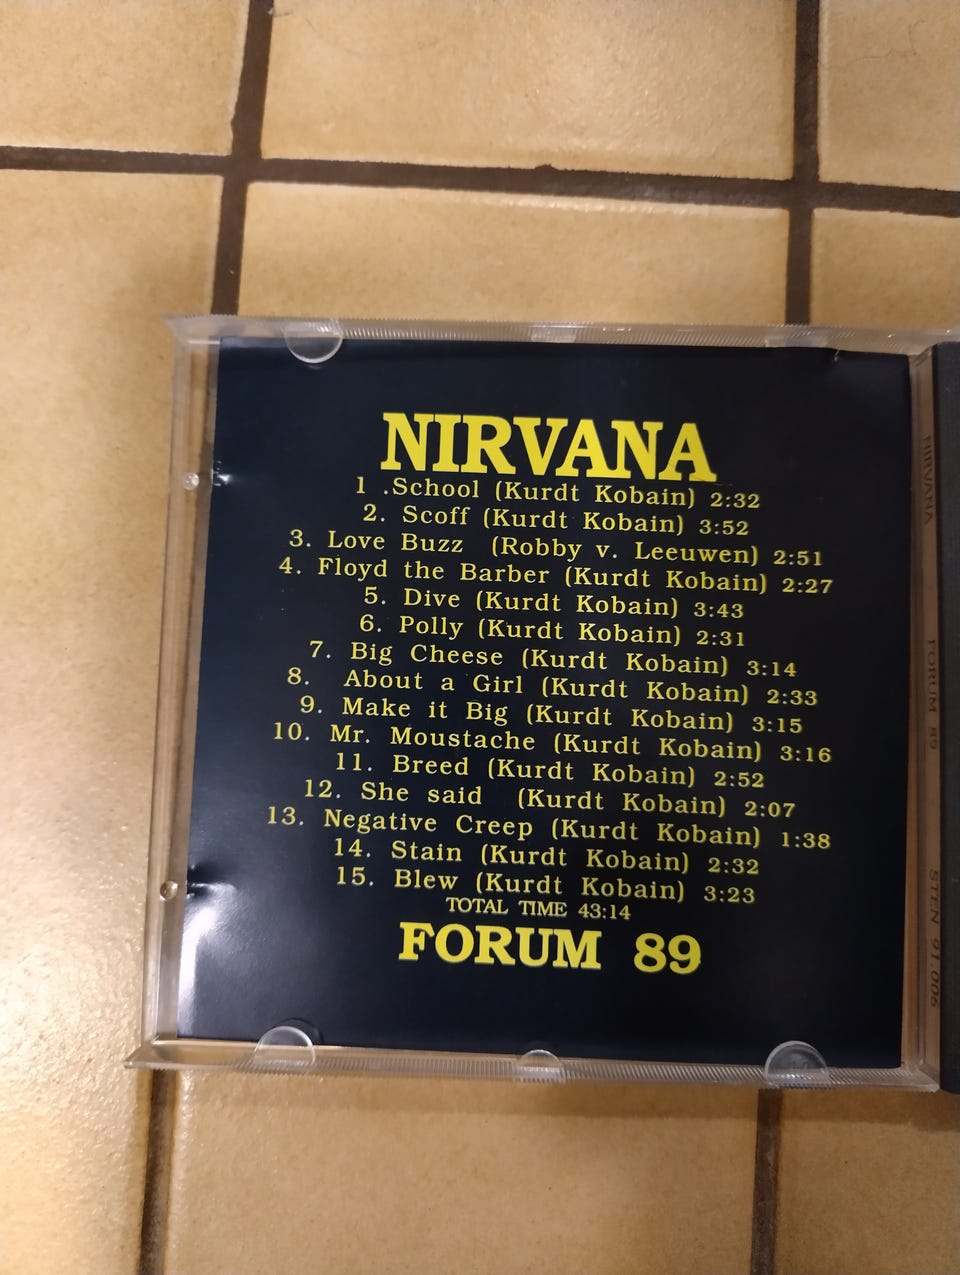 NIRVANA
1 .School (Kurdt Kobain) 2:32
2. Scoff (Kurdt Kobain) 3:52
3. Love Buzz (Robby v. Leeuwen) 2:51
4. Floyd the Barber (Kurdt Kobain) 2:27
5. Dive (Kurdt Kobain) 3:43
6. Polly (Kurdt Kobain) 2:31
7. Big Cheese (Kurdt Kobain) 3:14
8. About a Girl (Kurdt Kobain) 2:33
9. Make it Big (Kurdt Kobain) 3:15
10. Mr. Moustache (Kurdt Kobain) 3:16
11. Breed (Kurdt Kobain) 2:52
12. She said (Kurdt Kobain) 2:07
13. Negative Creep (Kurdt Kobain) 1:38
14. Stain (Kurdt Kobain) 2:32
15. Blew (Kurdt Kobain) 3:23
TOTAL TIME 43:14
FORUM 89
NIRVANA FORUM 89 STEN 91.006